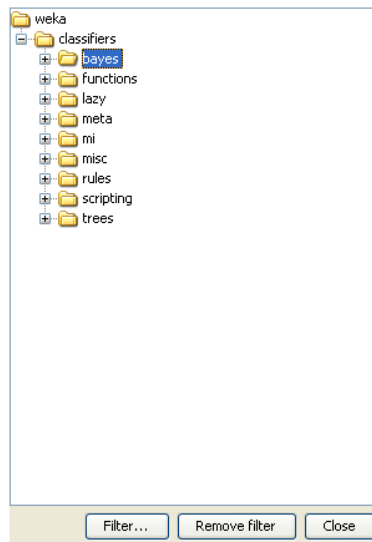 weka
classifiers
bayes
functions
lazy
meta
mi
misc
rules
scripting
trees
Filter... Remove filter Close